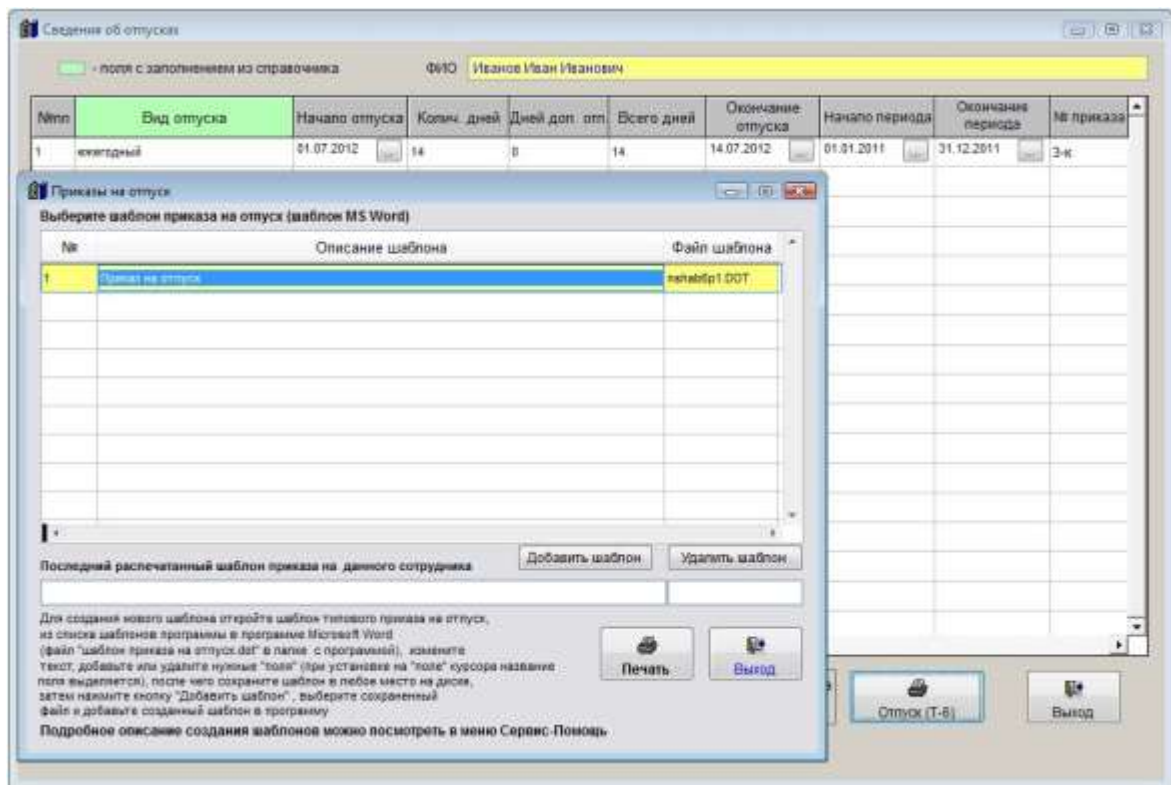 Сведения об отпусках
- поля с заполнением из справочника ФИО Иванов Иван Иванович
№пп Вид отпуска Начало отпуска Колич. дней Дней доп. отп. Всего дней Окончание отпуска Начало периода Окончание периода № приказа
1 ежегодный 01.07.2012 ... 14 0 14 14.07.2012 ... 01.01.2011 ... 31.12.2011 ... 3-к
Приказы на отпуск
Выберите шаблон приказа на отпуск (шаблон MS Word)
№ Описание шаблона Файл шаблона
1 Приказ на отпуск .DOT
Добавить шаблон Удалить шаблон
Последний распечатанный шаблон приказа на данного сотрудника
Для создания нового шаблона откройте шаблон типового приказа на отпуск,
из списка шаблонов программы в программе Microsoft Word
(файл "шаблон приказа на отпуск.dot" в папке с программой), измените
текст, добавьте или удалите нужные "поля" (при установке на "поле" курсора название
поля выделяется), после чего сохраните шаблон в любое место на диске,
затем нажмите кнопку "Добавить шаблон" , выберите сохраненный
файл и добавьте созданный шаблон в программу
Подробное описание создания шаблонов можно посмотреть в меню Сервис-Помощь
Печать Выход
Отпуск (Т-6) Выход